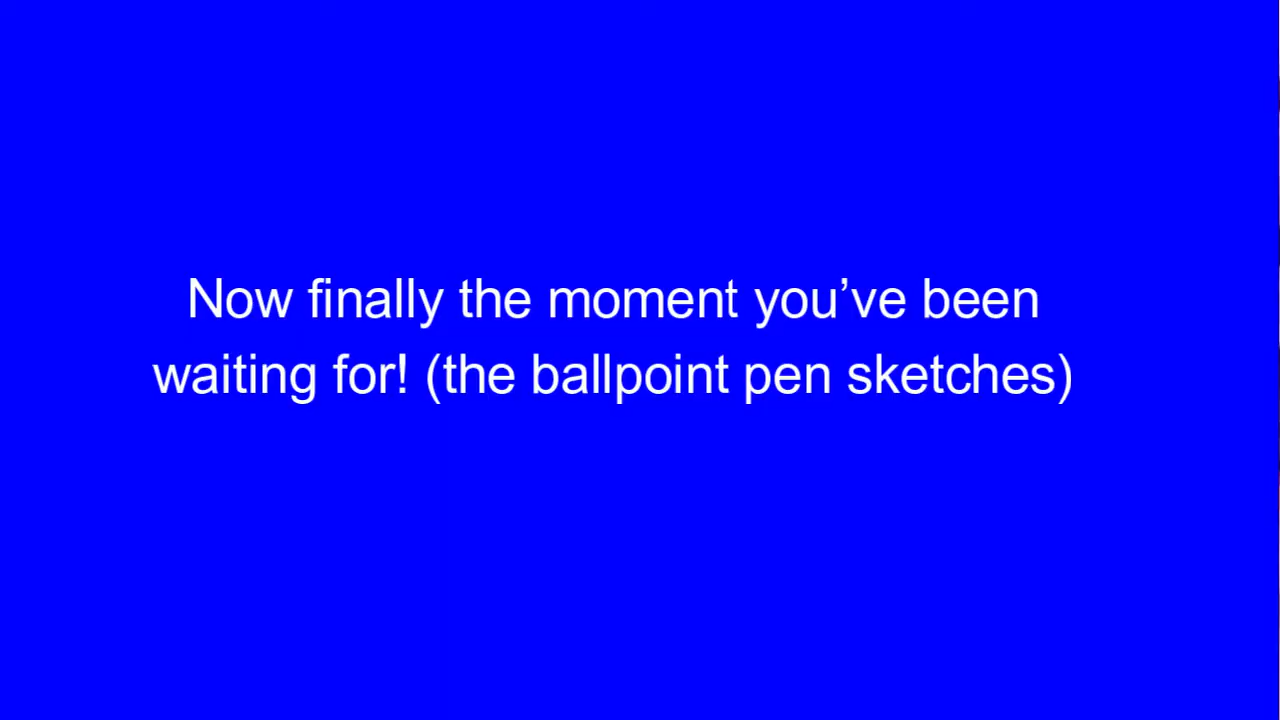 Now finally the moment you’ve been
waiting for! (the ballpoint pen sketches)